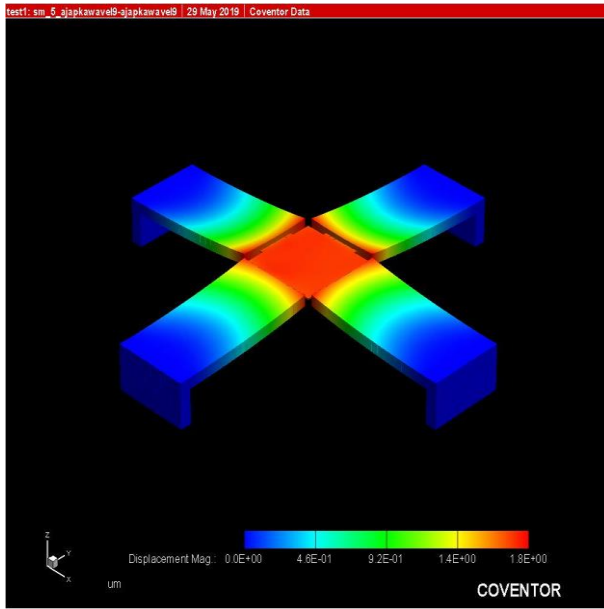 test1: sm_5_ajapkawavel9-ajapkawavel9 29 May 2019 Coventor Data
Z
Y
X
Displacement Mag.: 0.0E+00 4.6E-01 9.2E-01 1.4E+00 1.8E+00
um
COVENTOR